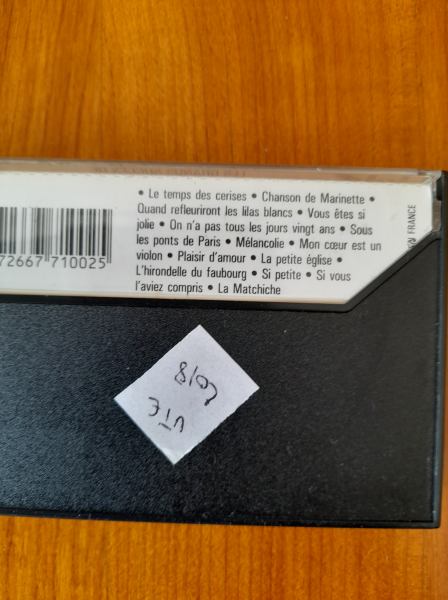 • Le temps des cerises • Chanson de Marinette •
Quand refleuriront les lilas blancs • Vous êtes si
jolie • On n'a pas tous les jours vingt ans • Sous
les ponts de Paris • Mélancolie • Mon cœur est un
violon • Plaisir d'amour • La petite église •
L'hirondelle du faubourg • Si petite • Si vous
l'aviez compris • La Matchiche
72667 710025
FRANCE